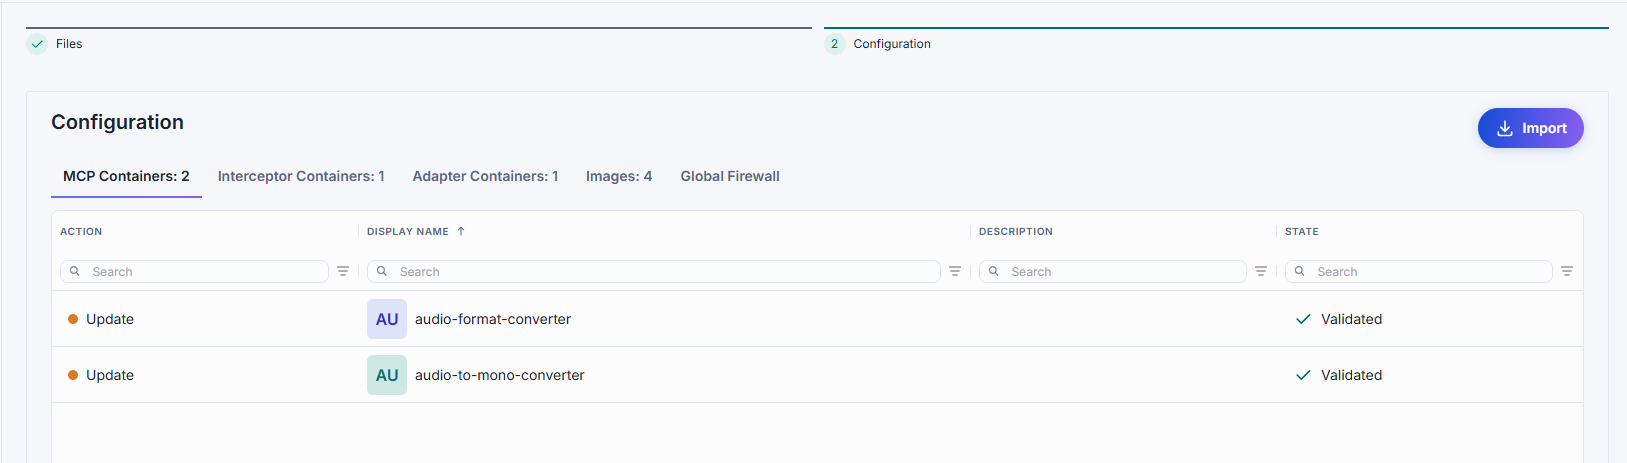 Files
2 Configuration
Configuration
Import
MCP Containers: 2 Interceptor Containers: 1 Adapter Containers: 1 Images: 4 Global Firewall
ACTION DISPLAY NAME DESCRIPTION STATE
Search Search Search Search
Update AU audio-format-converter Validated
Update AU audio-to-mono-converter Validated